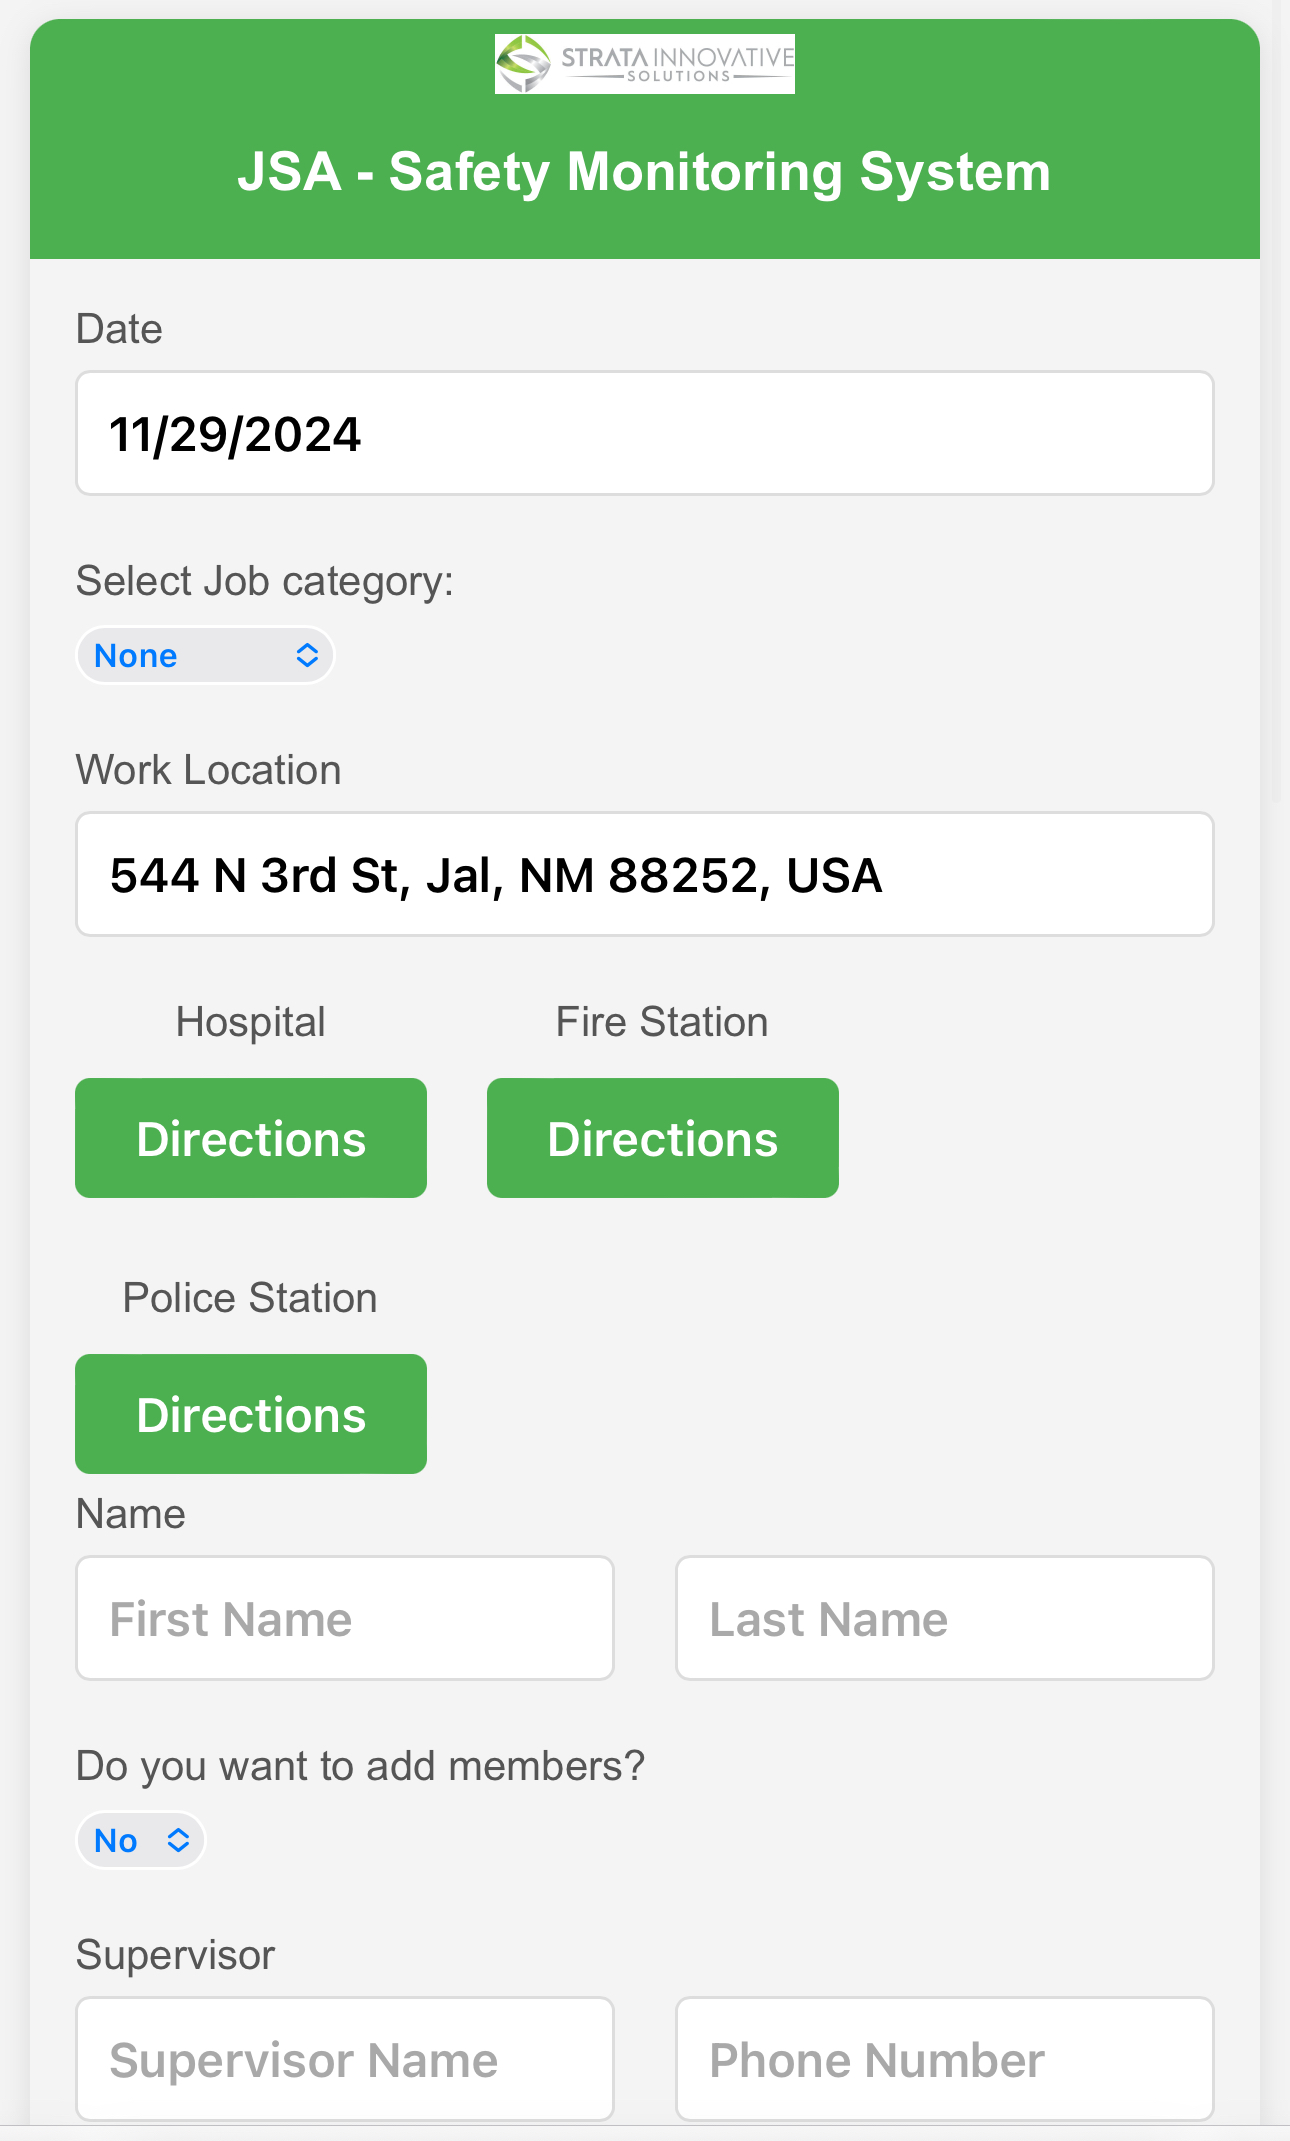 STRATA INNOVATIVE
SOLUTIONS
JSA - Safety Monitoring System
Date
11/29/2024
Select Job category:
None
Work Location
544 N 3rd St, Jal, NM 88252, USA
Hospital Fire Station
Directions Directions
Police Station
Directions
Name
First Name Last Name
Do you want to add members?
No
Supervisor
Supervisor Name Phone Number